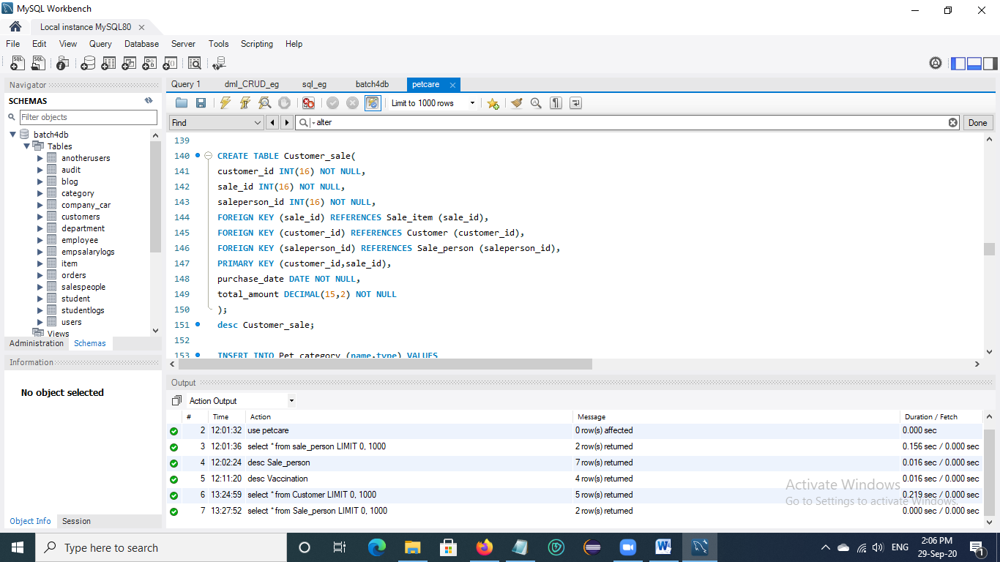 MySQL Workbench
Local instance MySQL80
File Edit View Query Database Server Tools Scripting Help
Navigator
SCHEMAS
Filter objects
batch4db
Tables
anotherusers
audit
blog
category
company_car
customers
department
employee
empsalarylogs
item
orders
salespeople
student
studentlogs
users
Views
Administration Schemas
Information
No object selected
Object Info Session
Query 1 dml_CRUD_eg sql_eg batch4db petcare
Limit to 1000 rows
Find alter Done
139
140 CREATE TABLE Customer_sale(
141 customer_id INT(16) NOT NULL,
142 sale_id INT(16) NOT NULL,
143 saleperson_id INT(16) NOT NULL,
144 FOREIGN KEY (sale_id) REFERENCES Sale_item (sale_id),
145 FOREIGN KEY (customer_id) REFERENCES Customer (customer_id),
146 FOREIGN KEY (saleperson_id) REFERENCES Sale_person (saleperson_id),
147 PRIMARY KEY (customer_id,sale_id),
148 purchase_date DATE NOT NULL,
149 total_amount DECIMAL(15,2) NOT NULL
150 );
151 desc Customer_sale;
152
153 INSERT INTO Pet_category (name,type) VALUES
Output
Action Output
# Time Action Message Duration / Fetch
2 12:01:32 use petcare 0 row(s) affected 0.000 sec
3 12:01:36 select * from sale_person LIMIT 0, 1000 2 row(s) returned 0.156 sec / 0.000 sec
4 12:02:24 desc Sale_person 7 row(s) returned 0.016 sec / 0.000 sec
5 12:11:20 desc Vaccination 4 row(s) returned 0.016 sec / 0.000 sec
6 13:24:59 select * from Customer LIMIT 0, 1000 5 row(s) returned 0.219 sec / 0.000 sec
7 13:27:52 select * from Sale_person LIMIT 0, 1000 2 row(s) returned 0.000 sec / 0.000 sec
Activate Windows
Go to Settings to activate Windows.
Type here to search
ENG
2:06 PM
29-Sep-20
1